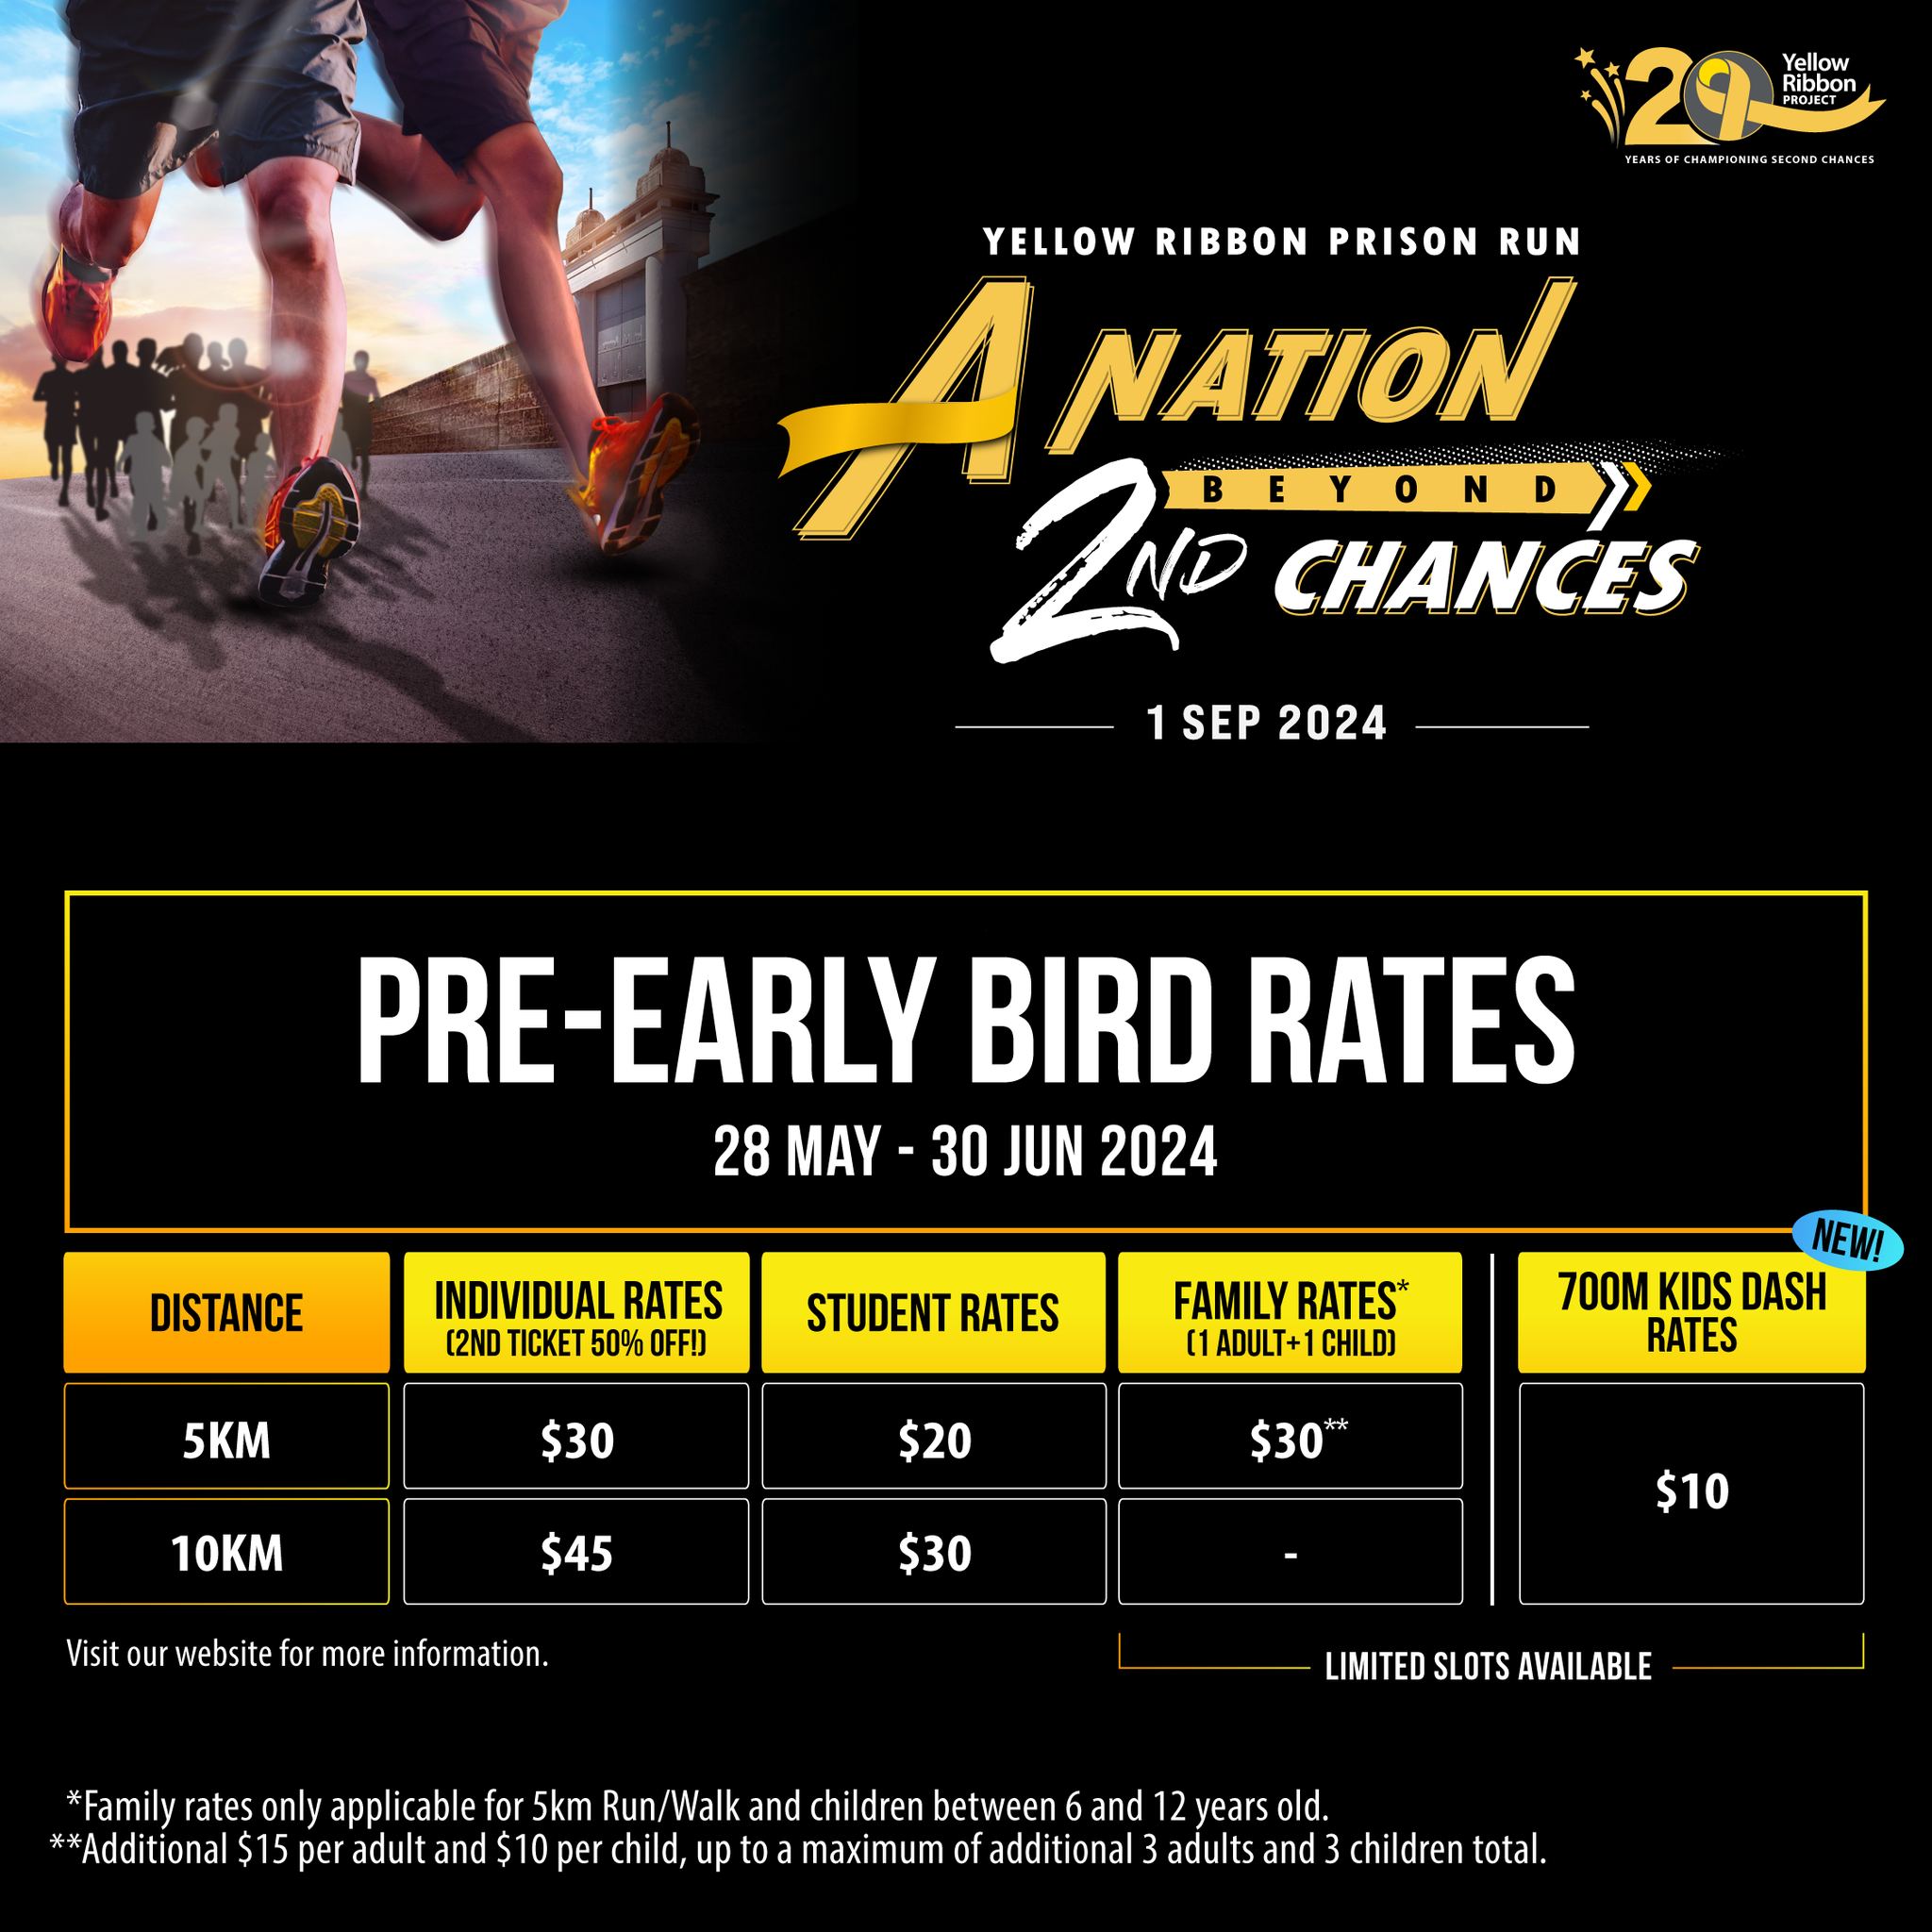 20
Yellow
Ribbon
PROJECT
YEARS OF CHAMPIONING SECOND CHANCES
YELLOW RIBBON PRISON RUN
A NATION
BEYOND
2ND CHANCES
1 SEP 2024
PRE-EARLY BIRD RATES
28 MAY - 30 JUN 2024
NEW!
DISTANCE
INDIVIDUAL RATES
(2ND TICKET 50% OFF!)
STUDENT RATES
FAMILY RATES*
(1 ADULT+1 CHILD)
700M KIDS DASH
RATES
5KM
$30
$20
$30**
$10
10KM
$45
$30
-
Visit our website for more information.
LIMITED SLOTS AVAILABLE
*Family rates only applicable for 5km Run/Walk and children between 6 and 12 years old.
**Additional $15 per adult and $10 per child, up to a maximum of additional 3 adults and 3 children total.